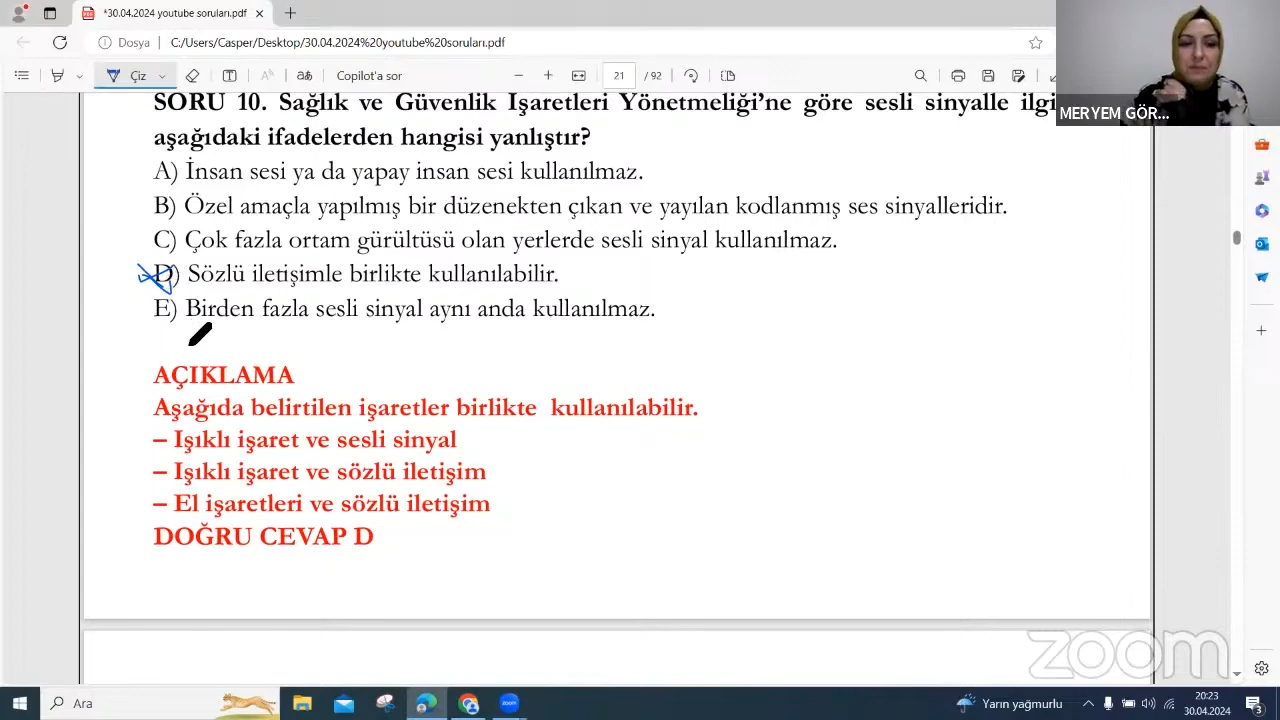 *30.04.2024 youtube soruları.pdf
Dosya C:/Users/Casper/Desktop/30.04.2024%20youtube%20soruları.pdf
Çiz Copilot'a sor 21 / 92
MERYEM GÖR...
SORU 10. Sağlık ve Güvenlik Işaretleri Yönetmeliği’ne göre sesli sinyalle ilgi
aşağıdaki ifadelerden hangisi yanlıştır?
A) İnsan sesi ya da yapay insan sesi kullanılmaz.
B) Özel amaçla yapılmış bir düzenekten çıkan ve yayılan kodlanmış ses sinyalleridir.
C) Çok fazla ortam gürültüsü olan yerlerde sesli sinyal kullanılmaz.
D) Sözlü iletişimle birlikte kullanılabilir.
E) Birden fazla sesli sinyal aynı anda kullanılmaz.
AÇIKLAMA
Aşağıda belirtilen işaretler birlikte kullanılabilir.
– Işıklı işaret ve sesli sinyal
– Işıklı işaret ve sözlü iletişim
– El işaretleri ve sözlü iletişim
DOĞRU CEVAP D
zoom
Ara
zoom
Yarın yağmurlu
20:23
30.04.2024
3